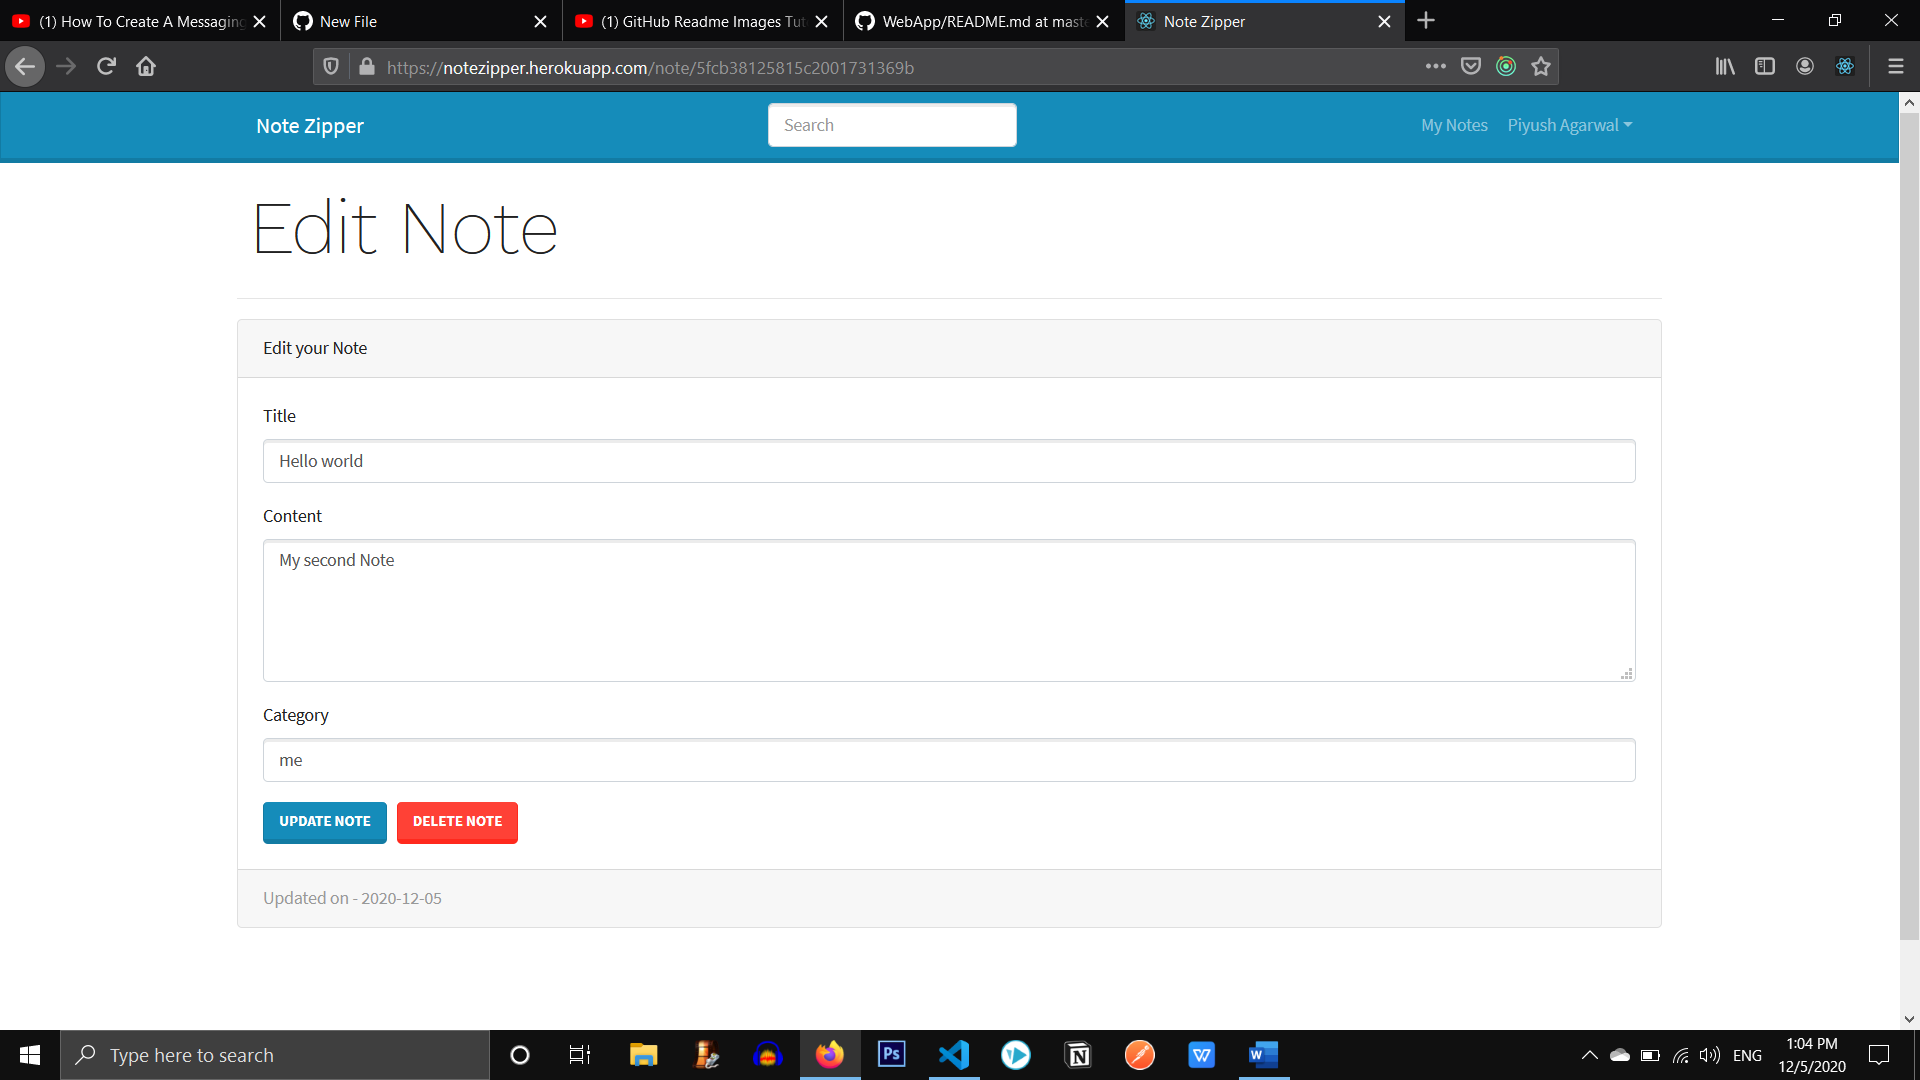 (1) How To Create A Messaging
New File
(1) GitHub Readme Images Tut
WebApp/README.md at maste
Note Zipper
https://notezipper.herokuapp.com/note/5fcb38125815c2001731369b
Note Zipper
Search
My Notes
Piyush Agarwal
Edit Note
Edit your Note
Title
Hello world
Content
My second Note
Category
me
UPDATE NOTE
DELETE NOTE
Updated on - 2020-12-05
Type here to search
Ps
N
W
W
ENG
1:04 PM
12/5/2020